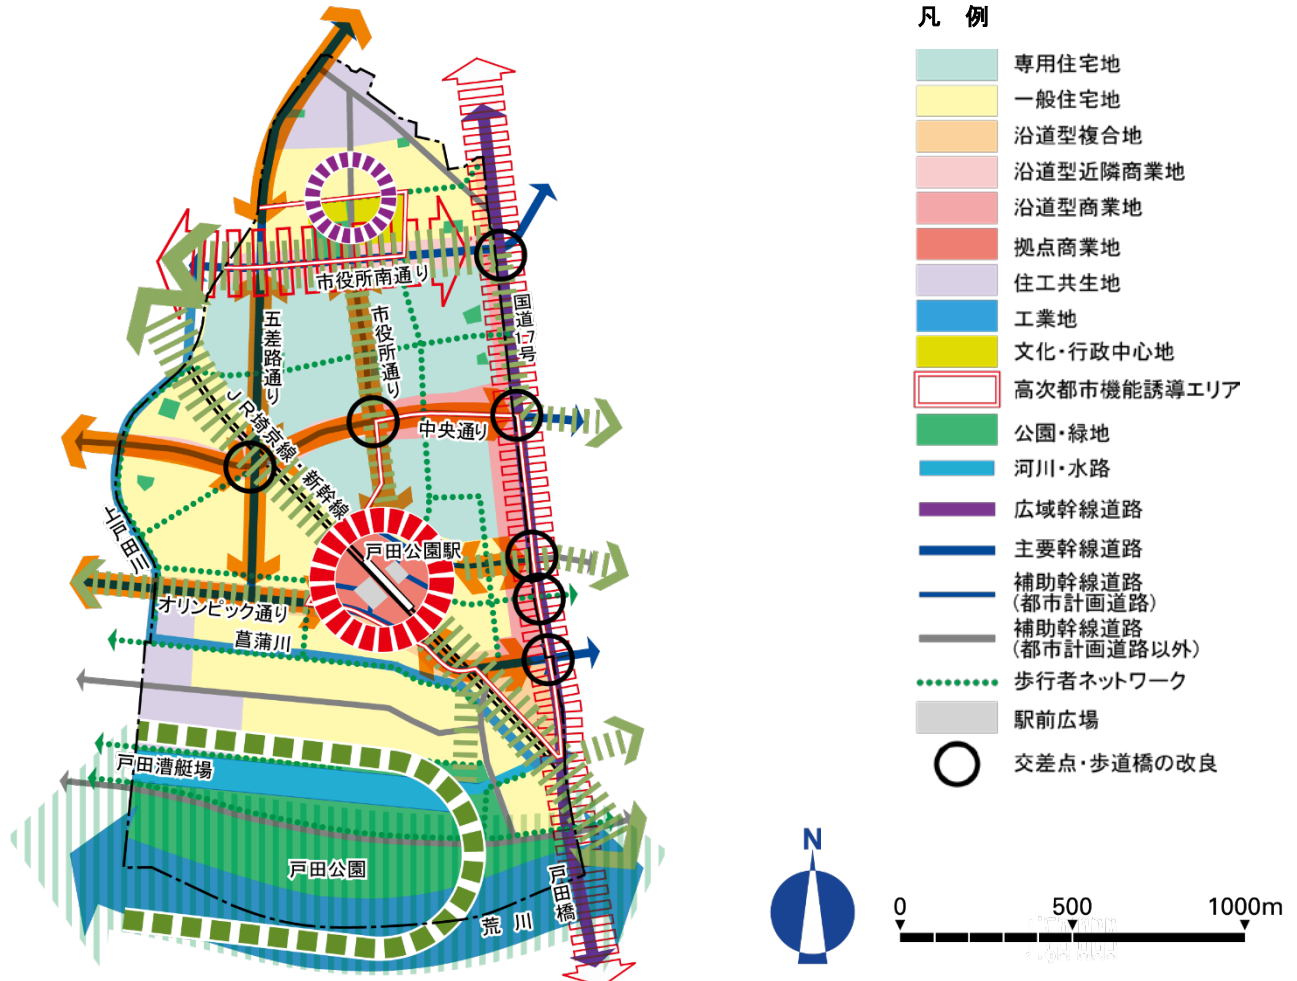 凡　例
専用住宅地
一般住宅地
沿道型複合地
沿道型近隣商業地
沿道型商業地
拠点商業地
住工共生地
工業地
文化・行政中心地
高次都市機能誘導エリア
公園・緑地
河川・水路
広域幹線道路
主要幹線道路
補助幹線道路
(都市計画道路)
補助幹線道路
(都市計画道路以外)
歩行者ネットワーク
駅前広場
交差点・歩道橋の改良
市役所南通り
五差路通り
市役所通り
国道17号
JR埼京線・新幹線
中央通り
上戸田川
戸田公園駅
オリンピック通り
菖蒲川
戸田漕艇場
戸田公園
戸田橋
荒川
N
0
500
1000m